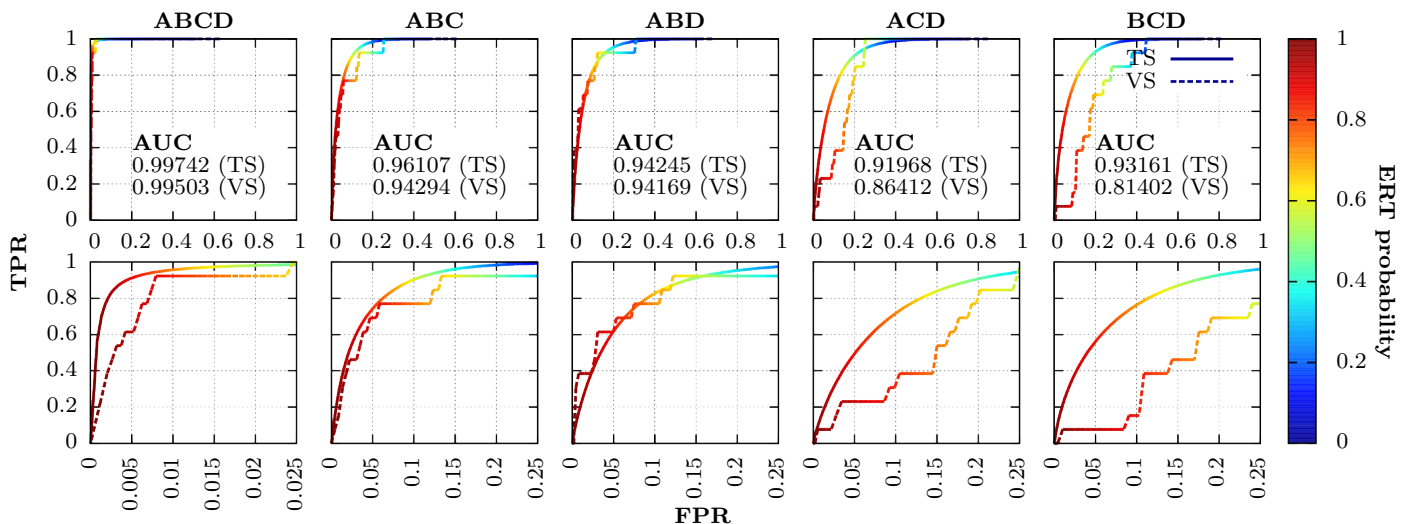 ABCD ABC ABD ACD BCD
1 1 1 1 1 1
0.8 0.8
0.6
0.4
0.2
0
TS
VS
AUC AUC AUC AUC AUC
0.99742 (TS) 0.96107 (TS) 0.94245 (TS) 0.91968 (TS) 0.93161 (TS)
0.99503 (VS) 0.94294 (VS) 0.94169 (VS) 0.86412 (VS) 0.81402 (VS)
0 0.2 0.4 0.6 0.8 1 0 0.2 0.4 0.6 0.8 1 0 0.2 0.4 0.6 0.8 1 0 0.2 0.4 0.6 0.8 1 0 0.2 0.4 0.6 0.8 1
TPR
1
0.8
0.6
0.4
0.2
0
0 0.005 0.01 0.015 0.02 0.025 0 0.05 0.1 0.15 0.2 0.25 0 0.05 0.1 0.15 0.2 0.25 0 0.05 0.1 0.15 0.2 0.25 0 0.05 0.1 0.15 0.2 0.25
FPR
0.6
0.4
0.2
0
ERT probability